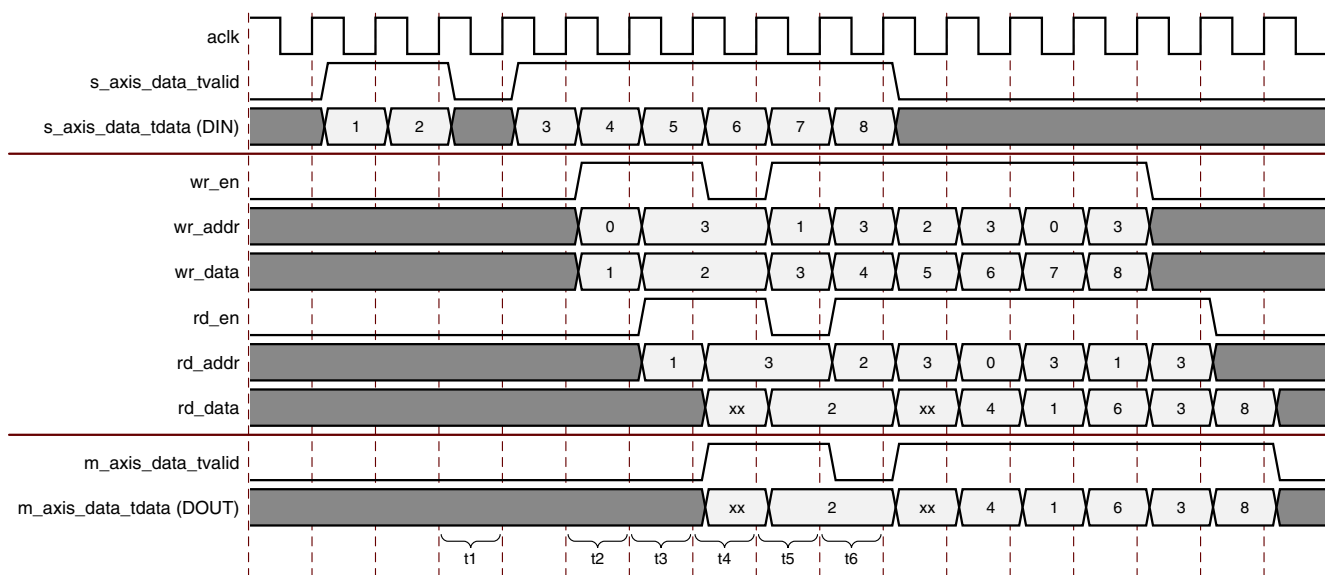 aclk
s_axis_data_tvalid
s_axis_data_tdata (DIN) 1 2 3 4 5 6 7 8
wr_en
wr_addr 0 3 1 3 2 3 0 3
wr_data 1 2 3 4 5 6 7 8
rd_en
rd_addr 1 3 2 3 0 3 1 3
rd_data xx 2 xx 4 1 6 3 8
m_axis_data_tvalid
m_axis_data_tdata (DOUT) xx 2 xx 4 1 6 3 8
t1 t2 t3 t4 t5 t6